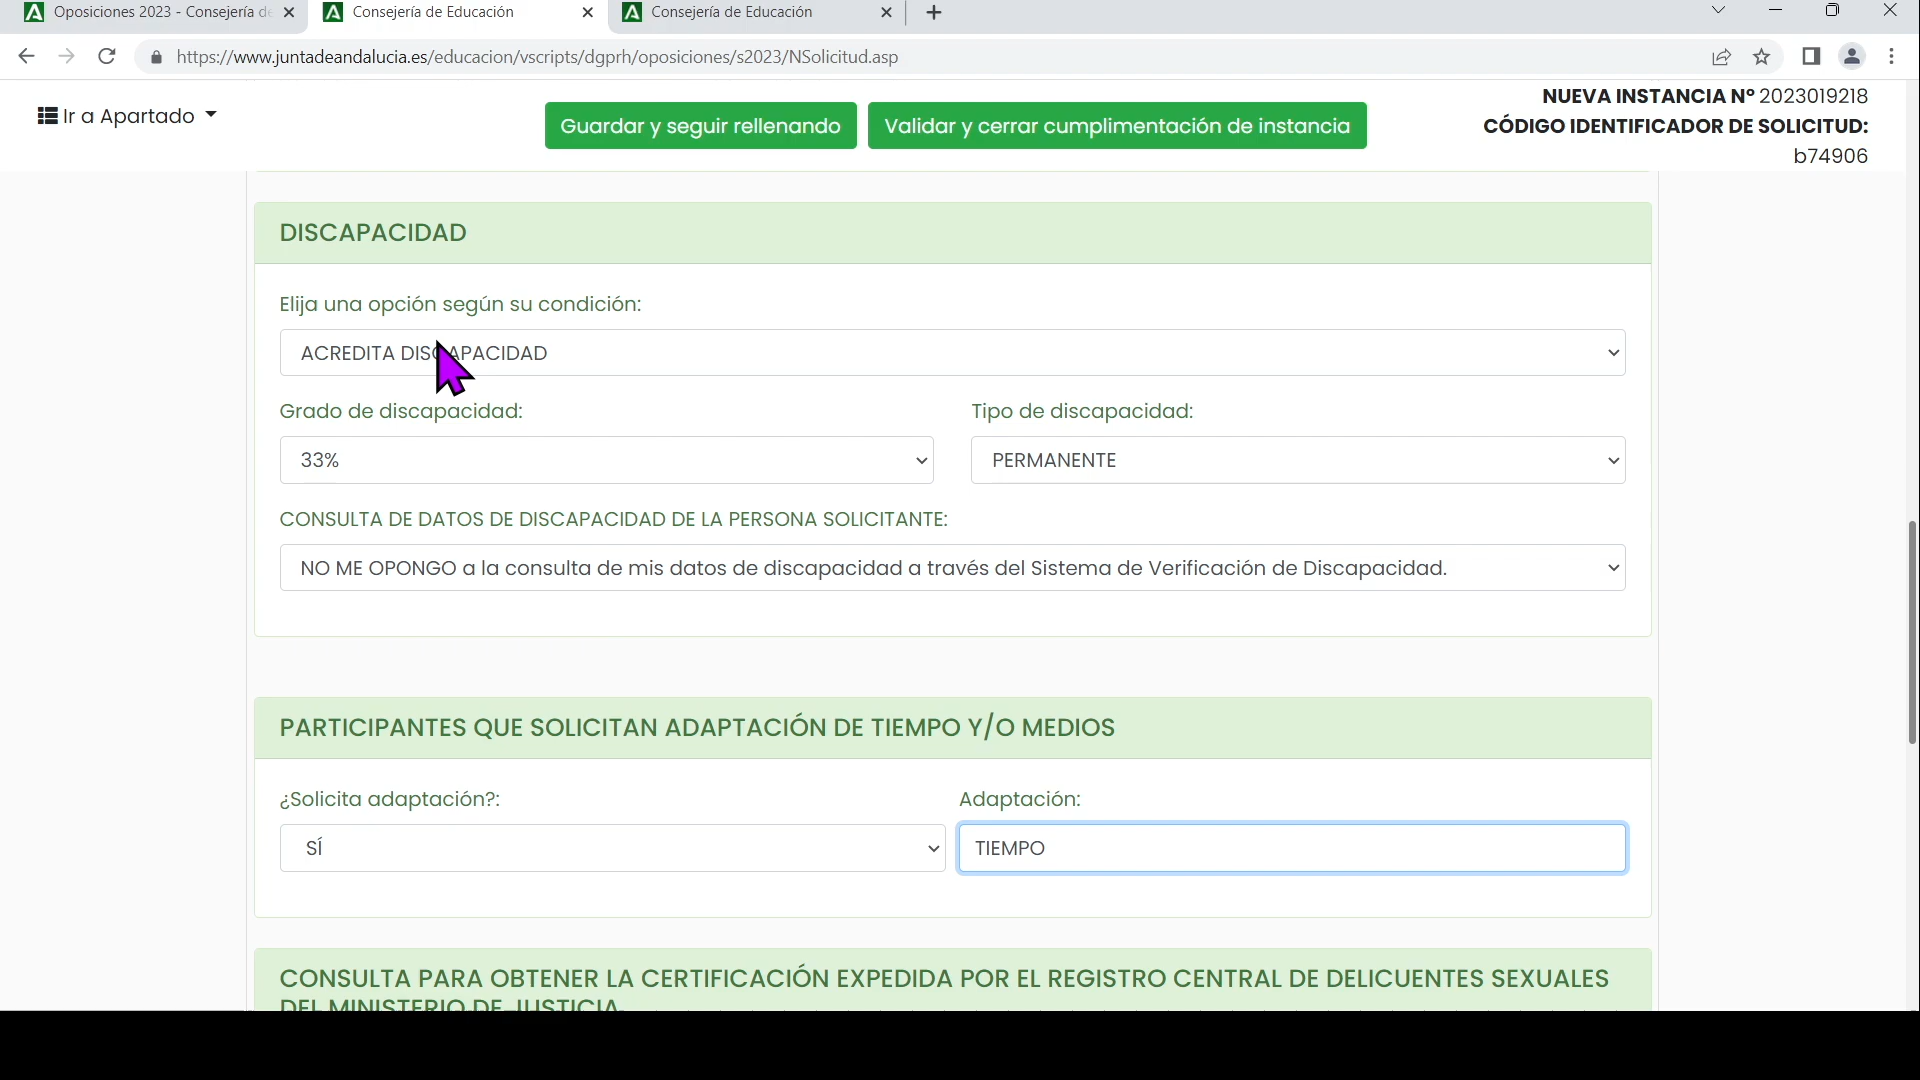 Oposiciones 2023 - Consejería de
Consejería de Educación
Consejería de Educación
https://www.juntadeandalucia.es/educacion/vscripts/dgprh/oposiciones/s2023/NSolicitud.asp
Ir a Apartado
Guardar y seguir rellenando
Validar y cerrar cumplimentación de instancia
NUEVA INSTANCIA Nº 2023019218
CÓDIGO IDENTIFICADOR DE SOLICITUD:
b74906
DISCAPACIDAD
Elija una opción según su condición:
ACREDITA DISCAPACIDAD
Grado de discapacidad:
Tipo de discapacidad:
33%
PERMANENTE
CONSULTA DE DATOS DE DISCAPACIDAD DE LA PERSONA SOLICITANTE:
NO ME OPONGO a la consulta de mis datos de discapacidad a través del Sistema de Verificación de Discapacidad.
PARTICIPANTES QUE SOLICITAN ADAPTACIÓN DE TIEMPO Y/O MEDIOS
¿Solicita adaptación?:
Adaptación:
SÍ
TIEMPO
CONSULTA PARA OBTENER LA CERTIFICACIÓN EXPEDIDA POR EL REGISTRO CENTRAL DE DELICUENTES SEXUALES
DEL MINISTERIO DE JUSTICIA.